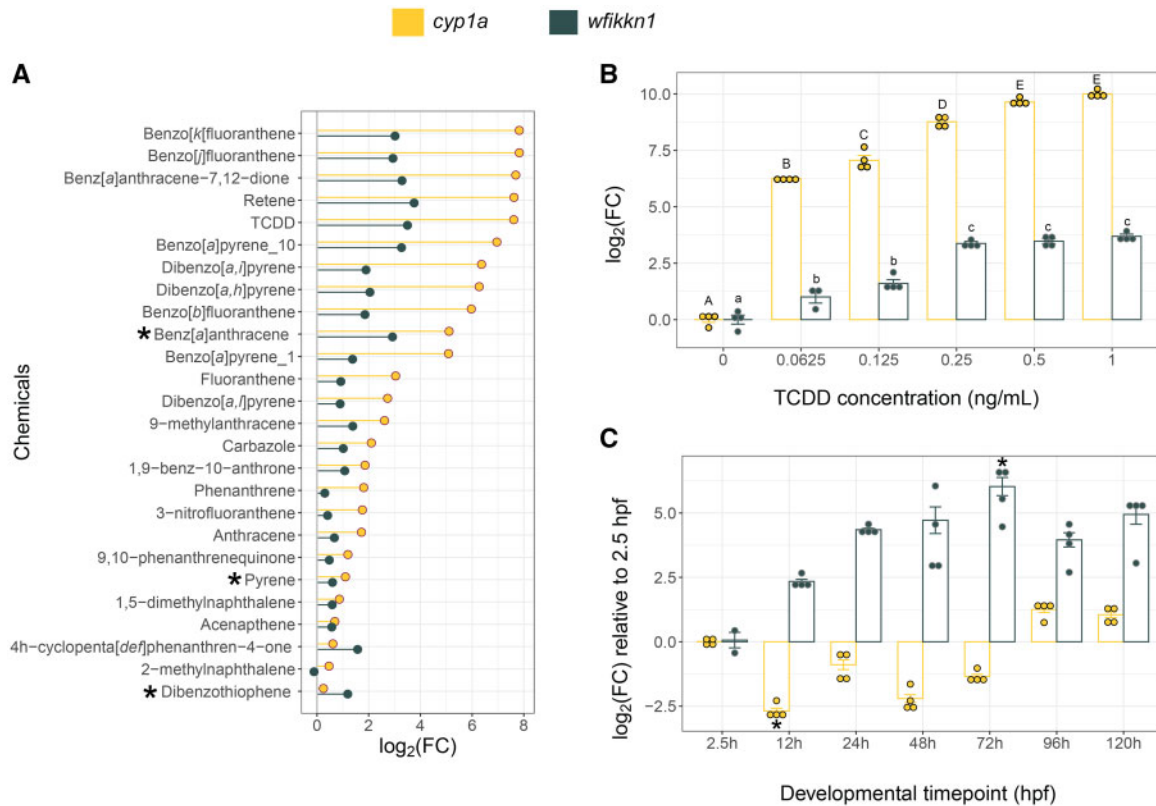 cyp1a
wfikkn1
A
Chemicals
Benzo[k[fluoranthene
Benzo[j]fluoranthene
Benz[a]anthracene−7,12−dione
Retene
TCDD
Benzo[a]pyrene_10
Dibenzo[a,i]pyrene
Dibenzo[a,h]pyrene
Benzo[b]fluoranthene
* Benz[a]anthracene
Benzo[a]pyrene_1
Fluoranthene
Dibenzo[a,l]pyrene
9−methylanthracene
Carbazole
1,9−benz−10−anthrone
Phenanthrene
3−nitrofluoranthene
Anthracene
9,10−phenanthrenequinone
* Pyrene
1,5−dimethylnaphthalene
Acenapthene
4h−cyclopenta[def]phenanthren−4−one
2−methylnaphthalene
* Dibenzothiophene
0 2 4 6 8
log2(FC)
B
log2(FC)
10.0
7.5
5.0
2.5
0.0
A a B b C b D c E c E c
0 0.0625 0.125 0.25 0.5 1
TCDD concentration (ng/mL)
C
log2(FC) relative to 2.5 hpf
5.0
2.5
0.0
−2.5
*
*
2.5h 12h 24h 48h 72h 96h 120h
Developmental timepoint (hpf)